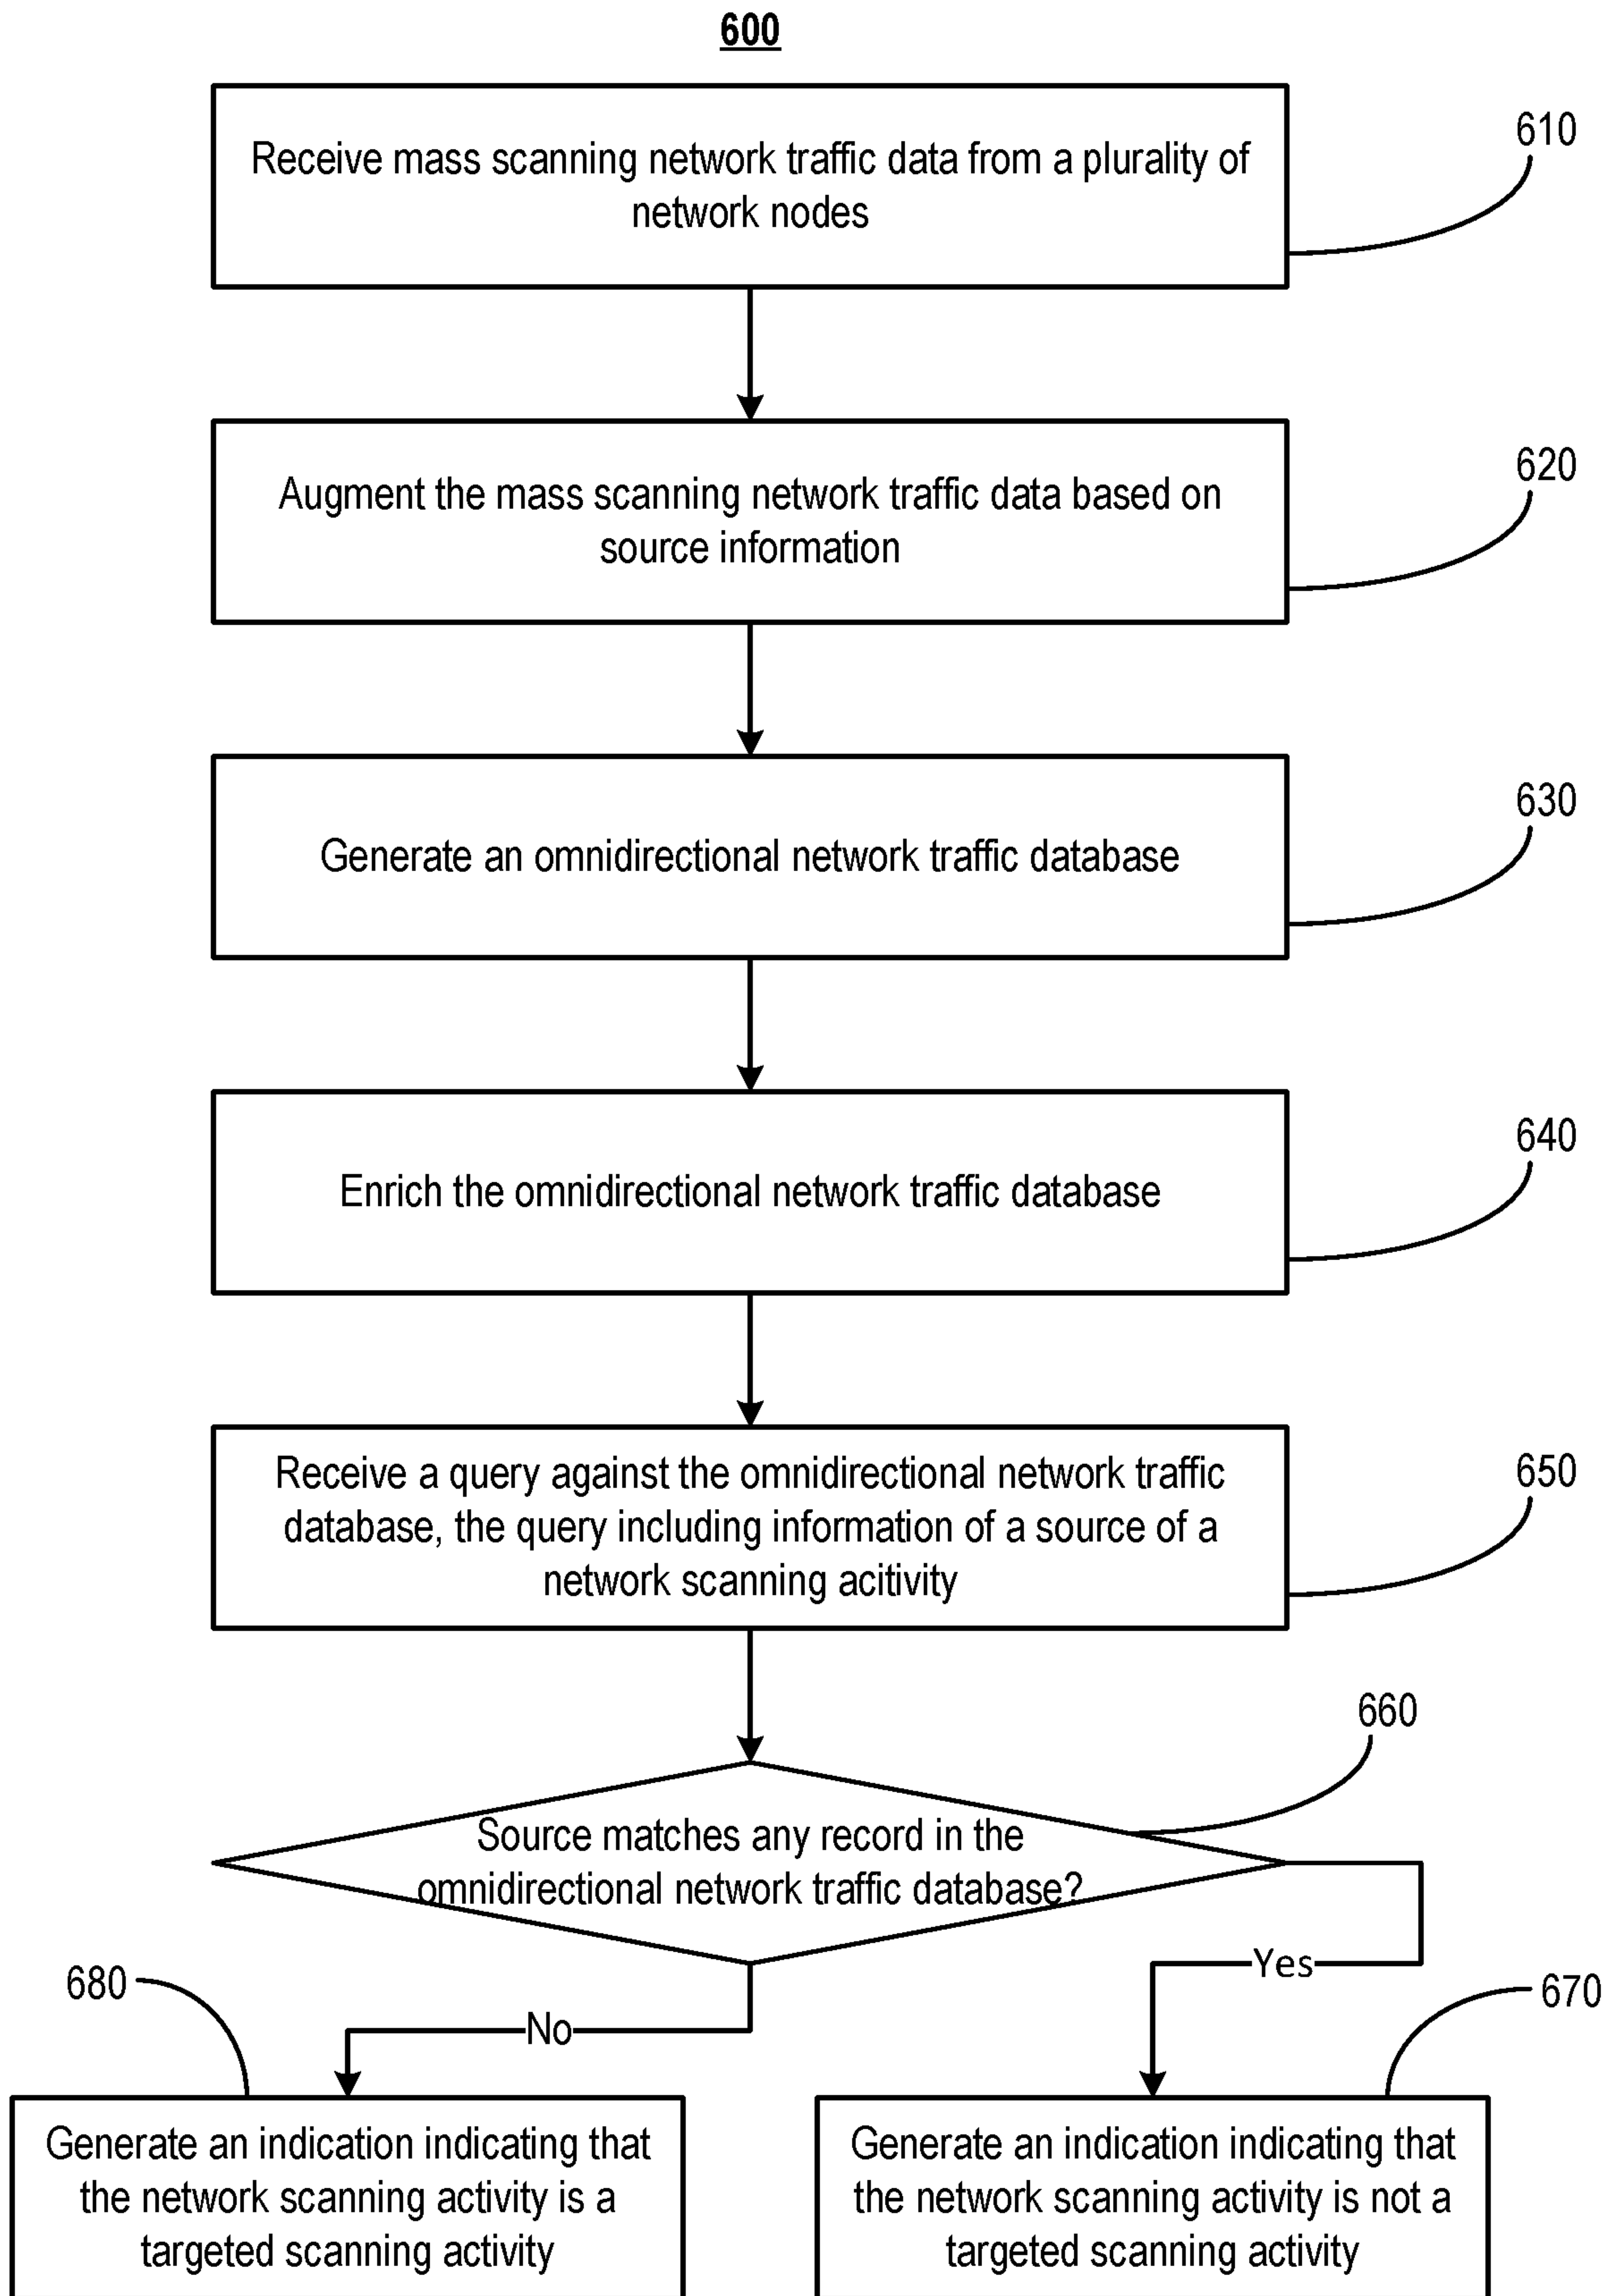 600
Receive mass scanning network traffic data from a plurality of
network nodes
610
Augment the mass scanning network traffic data based on
source information
620
Generate an omnidirectional network traffic database
630
Enrich the omnidirectional network traffic database
640
Receive a query against the omnidirectional network traffic
database, the query including information of a source of a
network scanning acitivity
650
660
Source matches any record in the
omnidirectional network traffic database?
Yes
680
670
No
Generate an indication indicating that
the network scanning activity is a
targeted scanning activity
Generate an indication indicating that
the network scanning activity is not a
targeted scanning activity